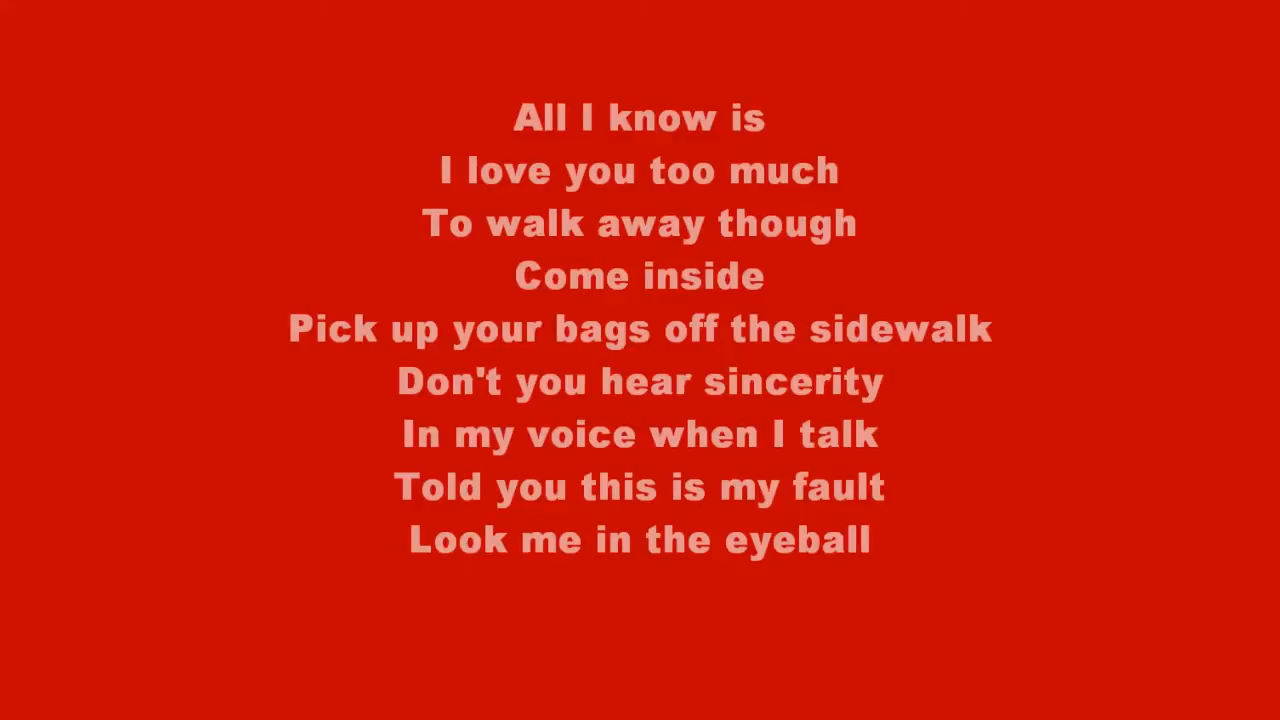 All I know is
I love you too much
To walk away though
Come inside
Pick up your bags off the sidewalk
Don't you hear sincerity
In my voice when I talk
Told you this is my fault
Look me in the eyeball